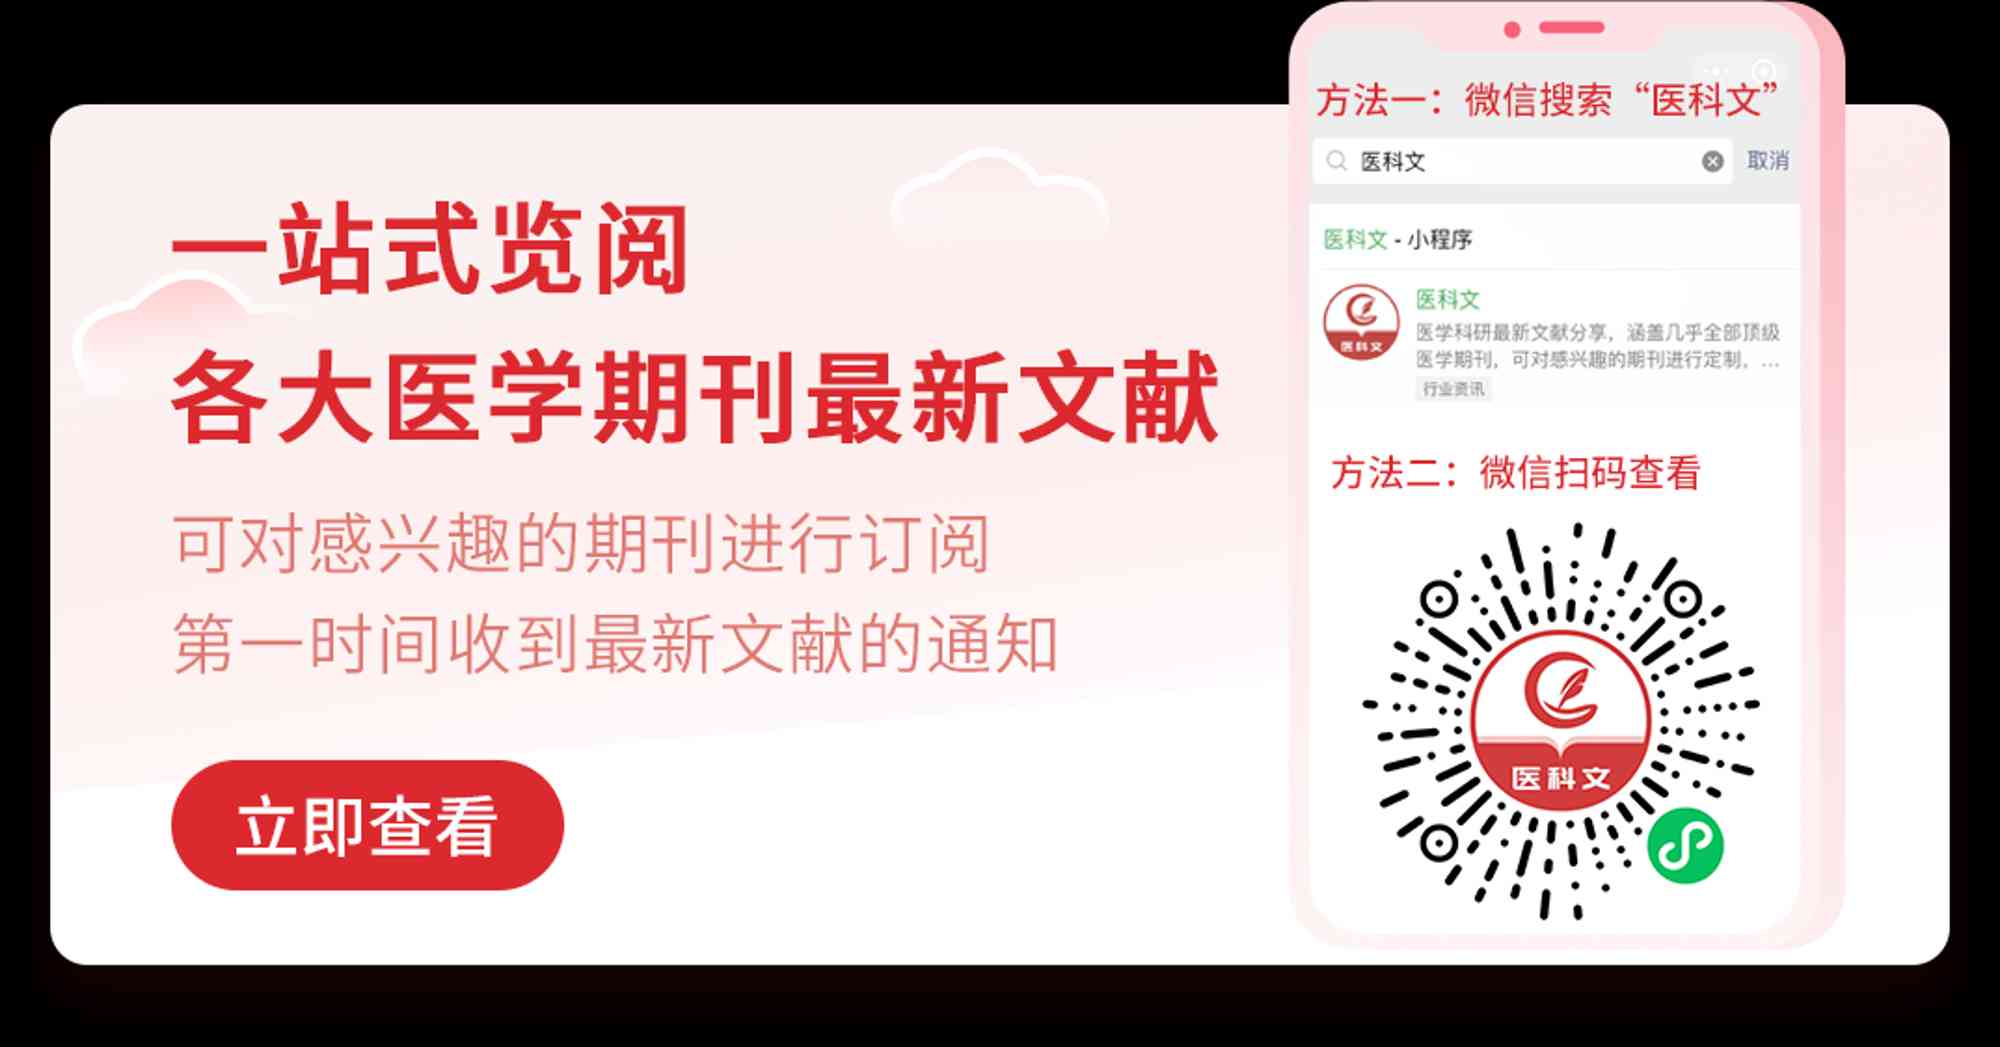 一站式览阅
各大医学期刊最新文献
可对感兴趣的期刊进行订阅
第一时间收到最新文献的通知
立即查看
方法一：微信搜索“医科文”
医科文
取消
医科文 - 小程序
医科文
医科文
医学科研最新文献分享，涵盖几乎全部顶级
医学期刊，可对感兴趣的期刊进行定制，...
行业资讯
方法二：微信扫码查看
医科文